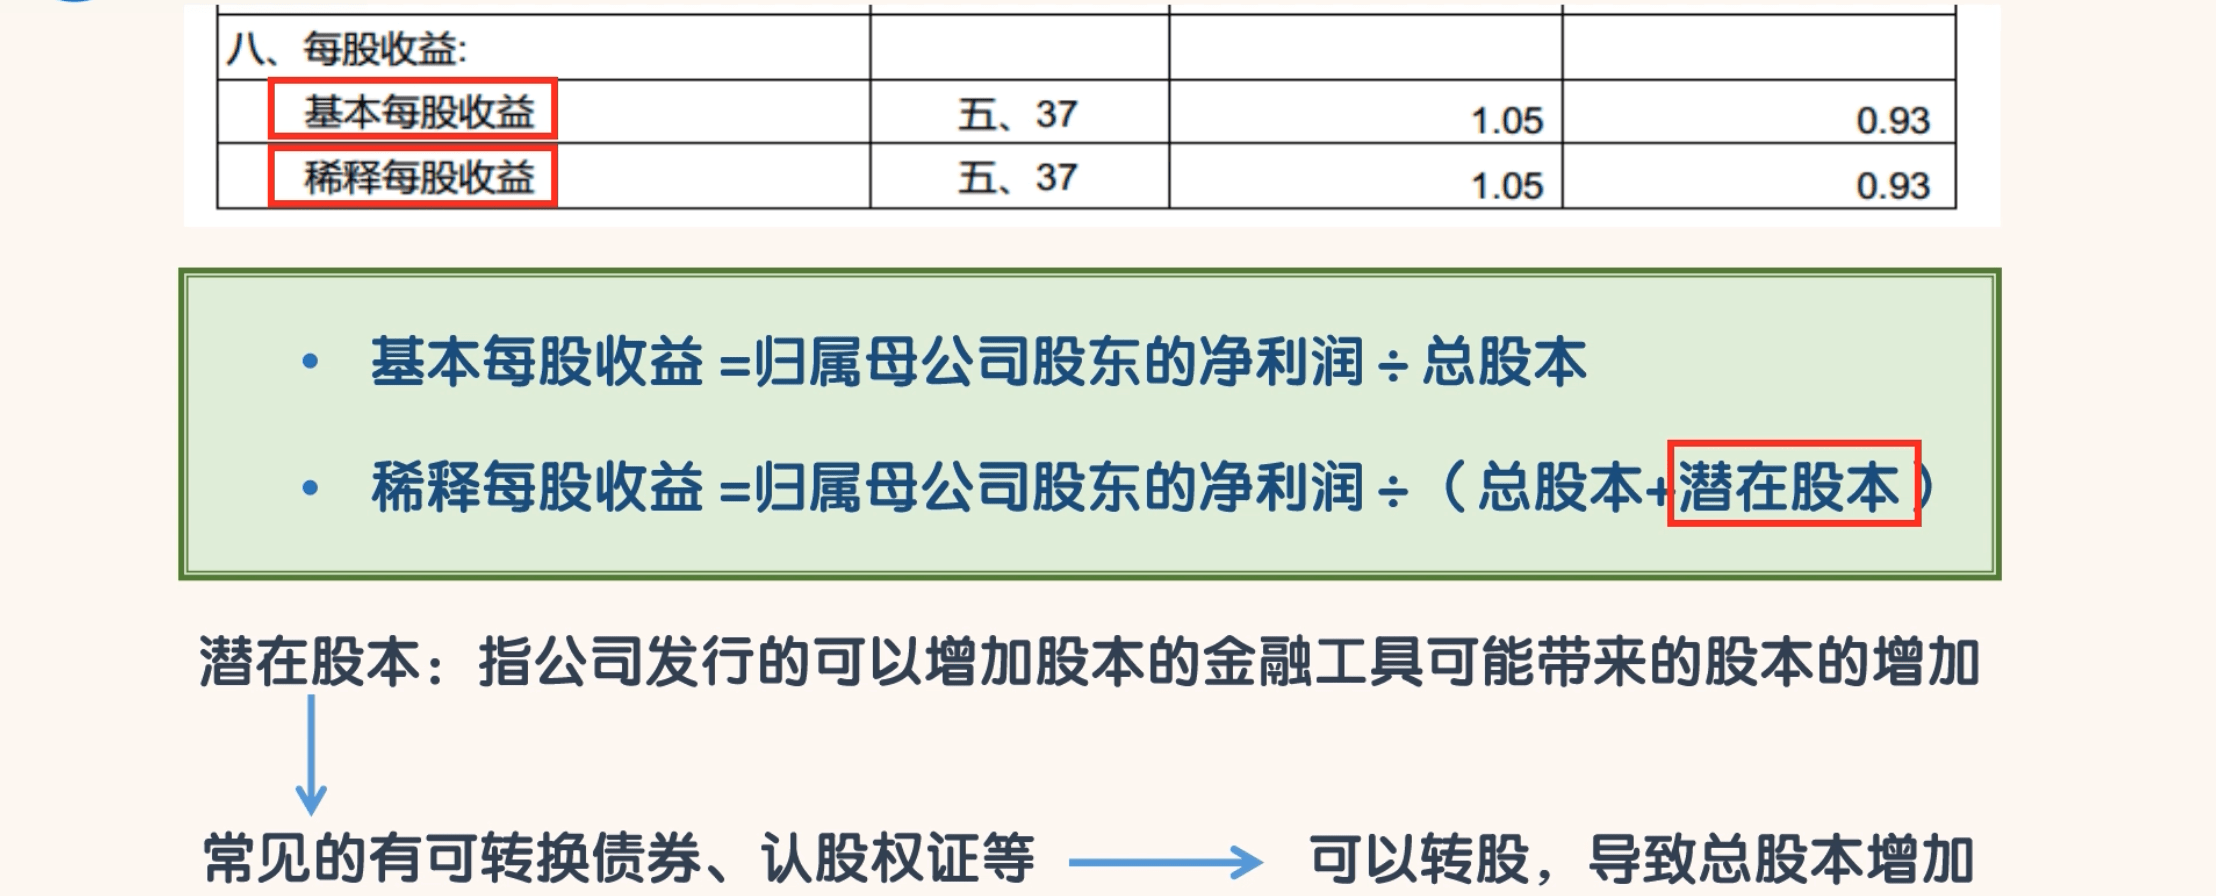 八、每股收益:
基本每股收益 五、37 1.05 0.93
稀释每股收益 五、37 1.05 0.93
• 基本每股收益 =归属母公司股东的净利润 ÷ 总股本
• 稀释每股收益 =归属母公司股东的净利润 ÷（总股本+潜在股本）
潜在股本：指公司发行的可以增加股本的金融工具可能带来的股本的增加
常见的有可转换债券、认股权证等 可以转股，导致总股本增加